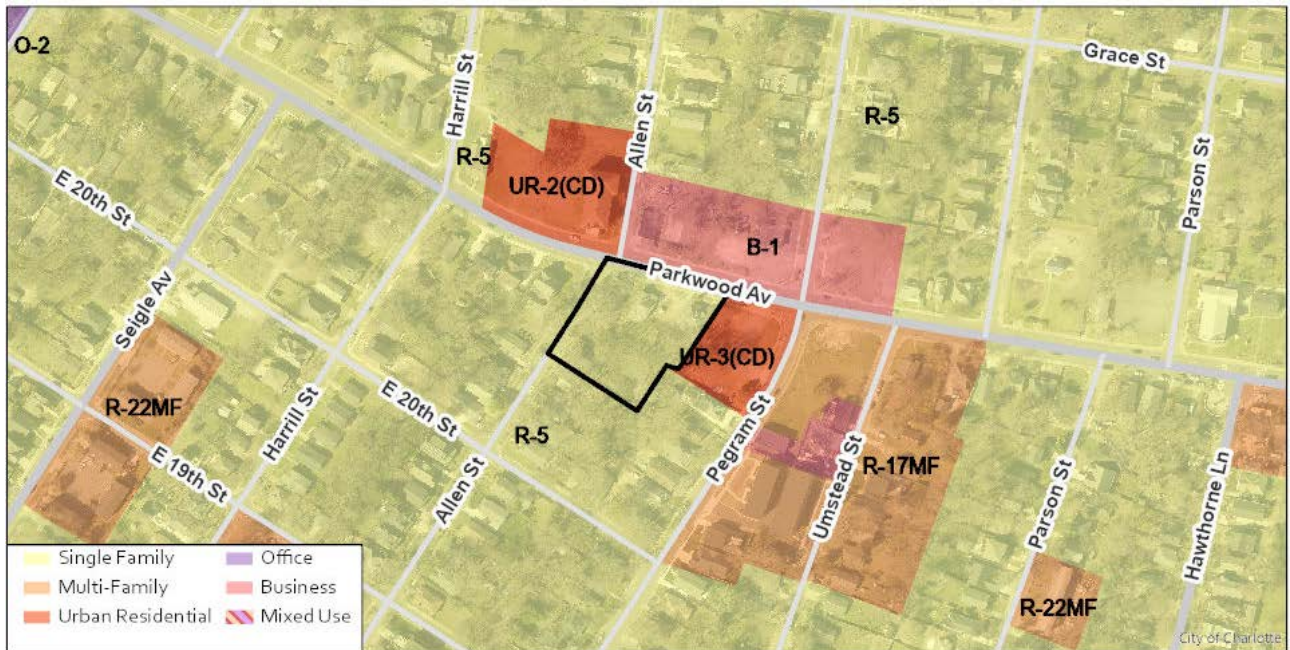 O-2
Grace St
Harrill St
Allen St
R-5
R-5
Parson St
UR-2(CD)
E 20th St
B-1
Parkwood Av
Seigle Av
UR-3(CD)
R-22MF
Harrill St
E 20th St
R-5
Pegram St
R-17MF
E 19th St
Allen St
Umstead St
Parson St
Hawthorne Ln
R-22MF
Single Family
Office
Multi-Family
Business
Urban Residential
Mixed Use
City of Charlotte